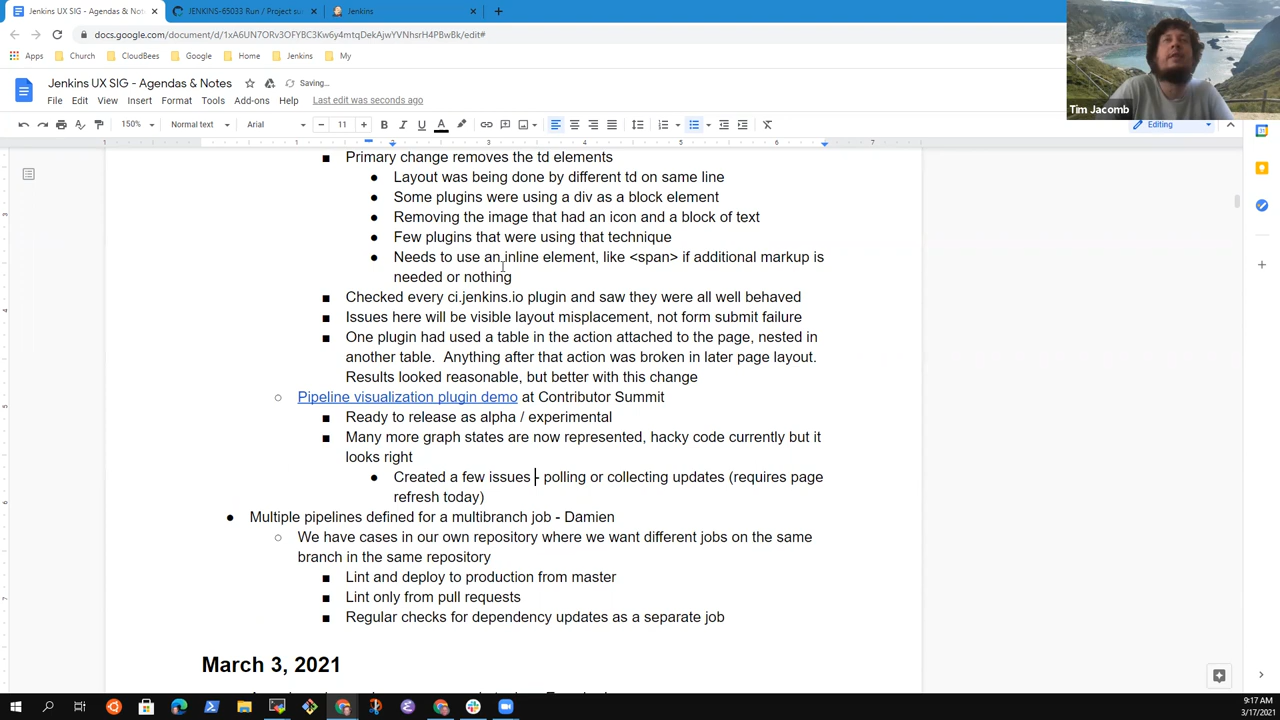 Jenkins UX SIG - Agendas & Notes
JENKINS-65033 Run / Project su
Jenkins
docs.google.com/document/d/1xA6UN7ORv3OFYBC3Kw6y4mtqDekAjwYVNhsrH4PBwBk/edit#
Apps Church CloudBees Google Home Jenkins My
Jenkins UX SIG - Agendas & Notes Saving...
File Edit View Insert Format Tools Add-ons Help Last edit was seconds ago
Tim Jacomb
150% Normal text Arial 11 Editing
1 1 2 3 4 5 6 7
Primary change removes the td elements
Layout was being done by different td on same line
Some plugins were using a div as a block element
Removing the image that had an icon and a block of text
Few plugins that were using that technique
Needs to use an inline element, like <span> if additional markup is
needed or nothing
Checked every ci.jenkins.io plugin and saw they were all well behaved
Issues here will be visible layout misplacement, not form submit failure
One plugin had used a table in the action attached to the page, nested in
another table. Anything after that action was broken in later page layout.
Results looked reasonable, but better with this change
Pipeline visualization plugin demo at Contributor Summit
Ready to release as alpha / experimental
Many more graph states are now represented, hacky code currently but it
looks right
Created a few issues - polling or collecting updates (requires page
refresh today)
Multiple pipelines defined for a multibranch job - Damien
We have cases in our own repository where we want different jobs on the same
branch in the same repository
Lint and deploy to production from master
Lint only from pull requests
Regular checks for dependency updates as a separate job
March 3, 2021
9:17 AM
3/17/2021